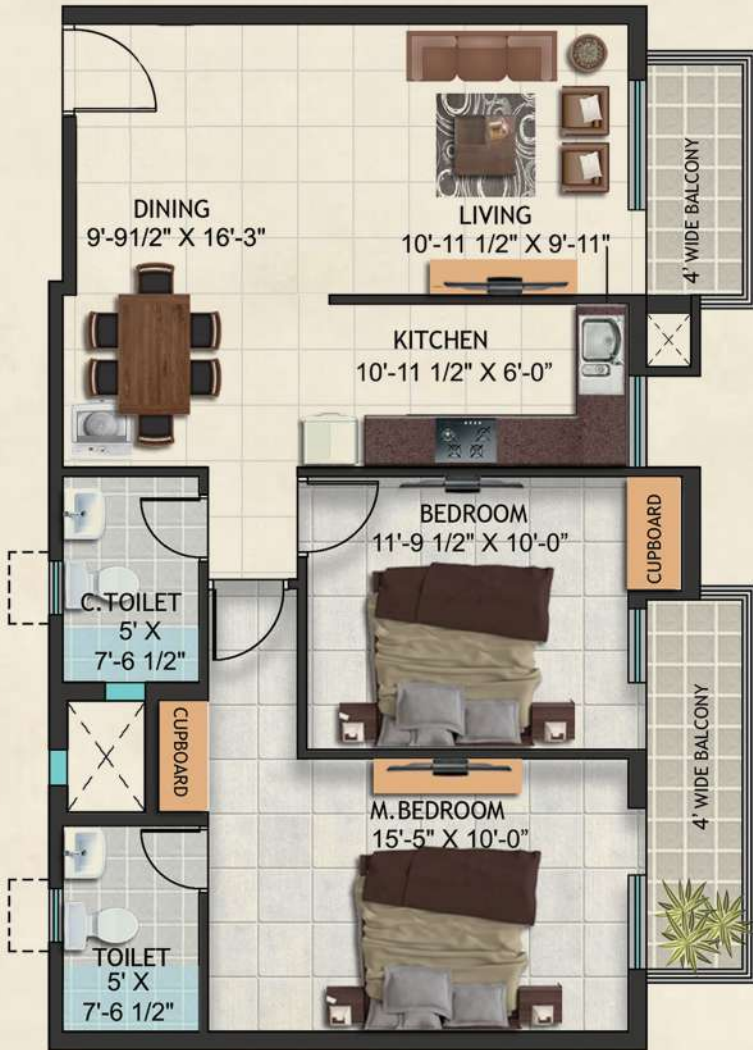 DINING
9'-91/2" X 16'-3"
LIVING
10'-11 1/2" X 9'-11"
4' WIDE BALCONY
KITCHEN
10'-11 1/2" X 6'-0”
BEDROOM
11'-9 1/2" X 10'-0”
CUPBOARD
C.TOILET
5' X
7'-6 1/2"
CUPBOARD
4' WIDE BALCONY
M.BEDROOM
15'-5" X 10'-0”
TOILET
5' X
7'-6 1/2"